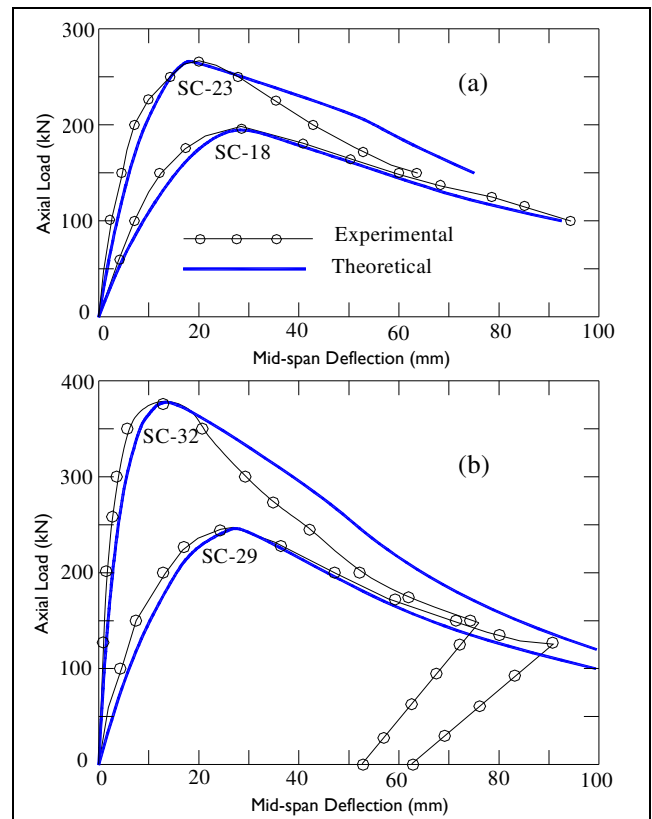 300
(a)
SC-23
200
SC-18
100
Experimental
Theoretical
0
0 20 40 60 80 100
Axial Load (kN)
Mid-span Deflection (mm)
400
SC-32
(b)
300
SC-29
200
100
0
0 20 40 60 80 100
Axial Load (kN)
Mid-span Deflection (mm)